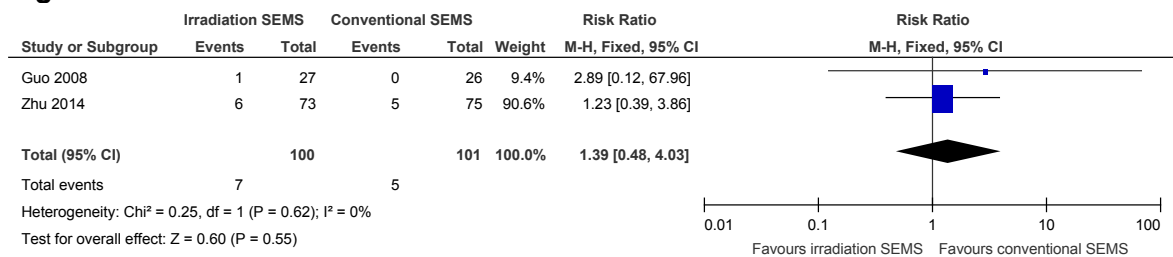 Irradiation SEMS Conventional SEMS Risk Ratio Risk Ratio
Study or Subgroup Events Total Events Total Weight M-H, Fixed, 95% CI M-H, Fixed, 95% CI
Guo 2008 1 27 0 26 9.4% 2.89 [0.12, 67.96]
Zhu 2014 6 73 5 75 90.6% 1.23 [0.39, 3.86]
Total (95% CI) 100 101 100.0% 1.39 [0.48, 4.03]
Total events 7 5
Heterogeneity: Chi² = 0.25, df = 1 (P = 0.62); I² = 0%
Test for overall effect: Z = 0.60 (P = 0.55)
0.01 0.1 1 10 100
Favours irradiation SEMS Favours conventional SEMS